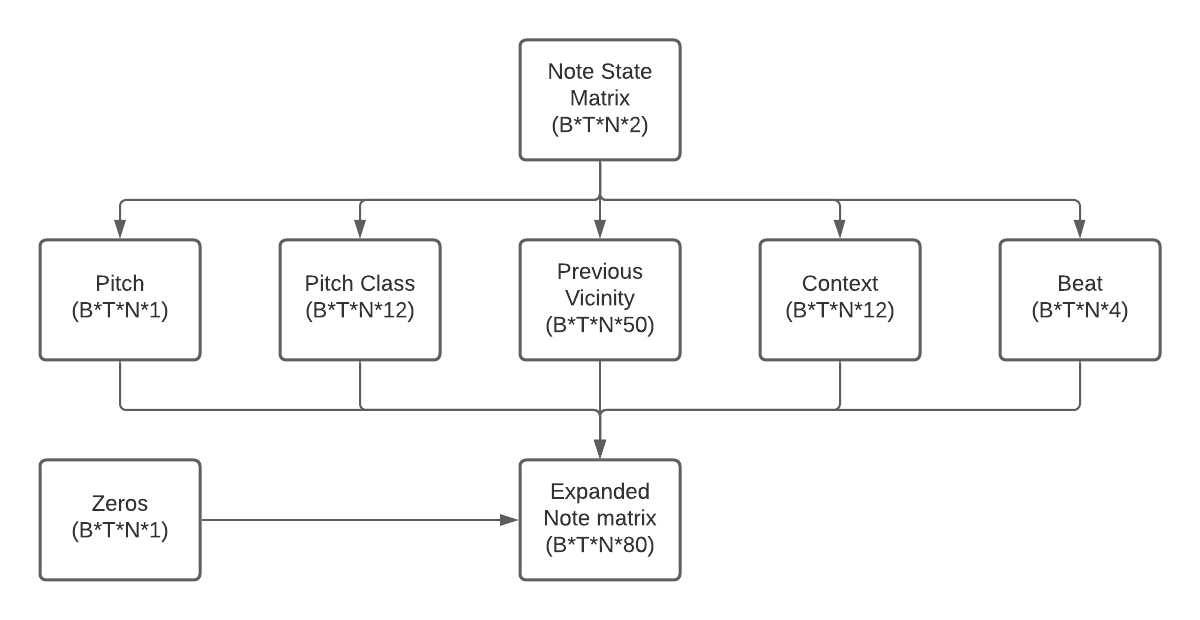 Note State
Matrix
(B*T*N*2)
Pitch
(B*T*N*1)
Pitch Class
(B*T*N*12)
Previous
Vicinity
(B*T*N*50)
Context
(B*T*N*12)
Beat
(B*T*N*4)
Zeros
(B*T*N*1)
Expanded
Note matrix
(B*T*N*80)